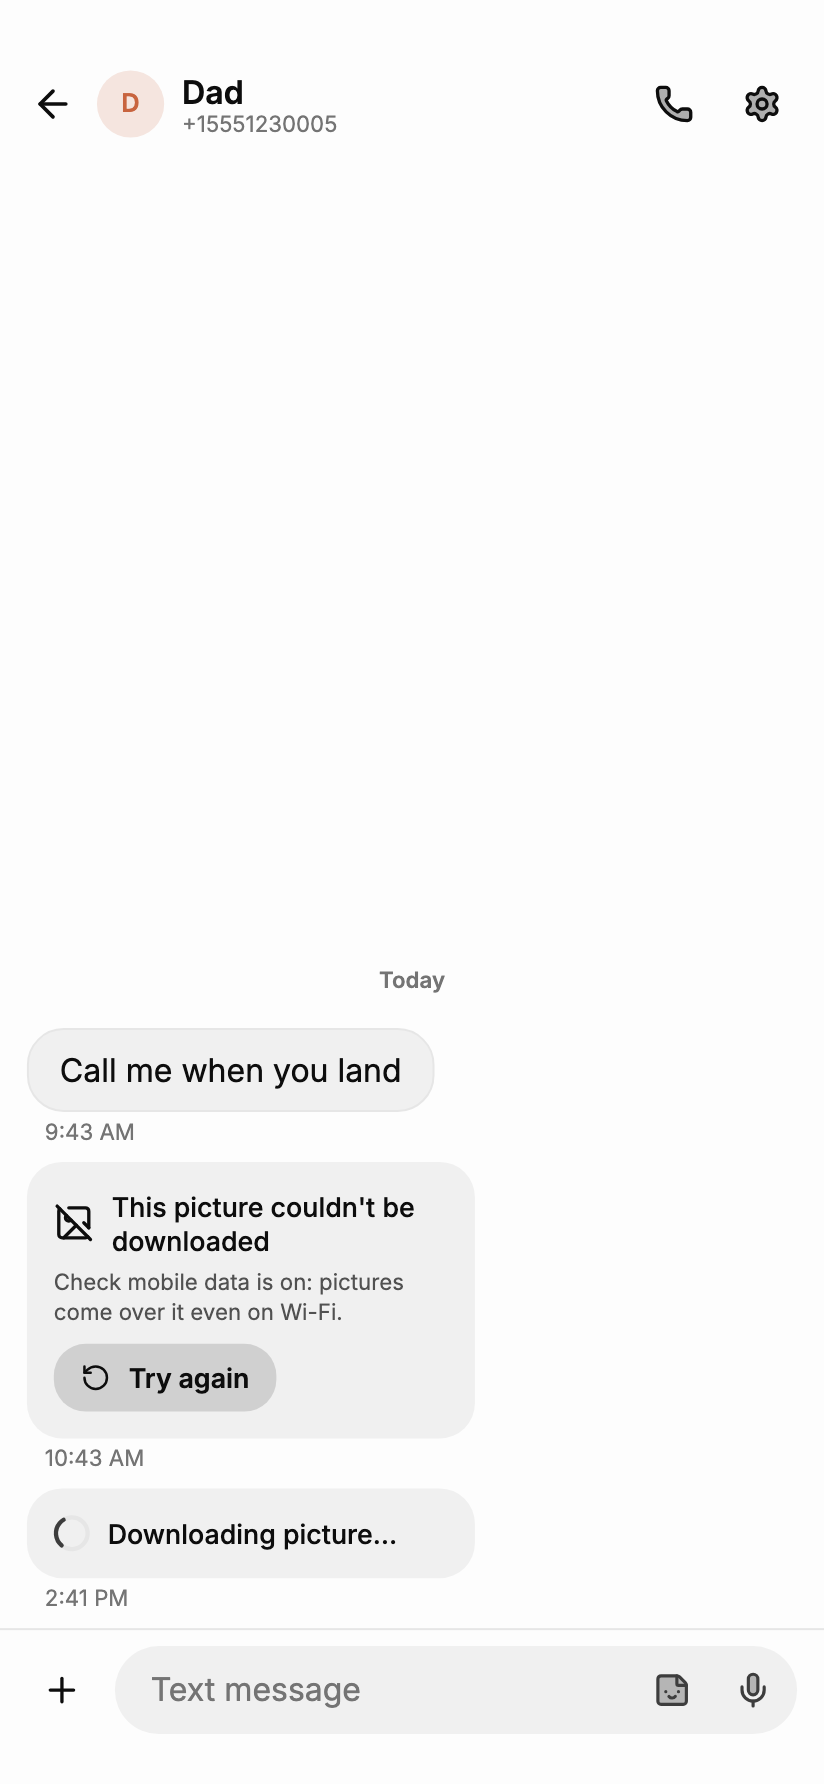 D
Dad
+15551230005
Today
Call me when you land
9:43 AM
This picture couldn't be
downloaded
Check mobile data is on: pictures
come over it even on Wi-Fi.
Try again
10:43 AM
Downloading picture...
2:41 PM
Text message